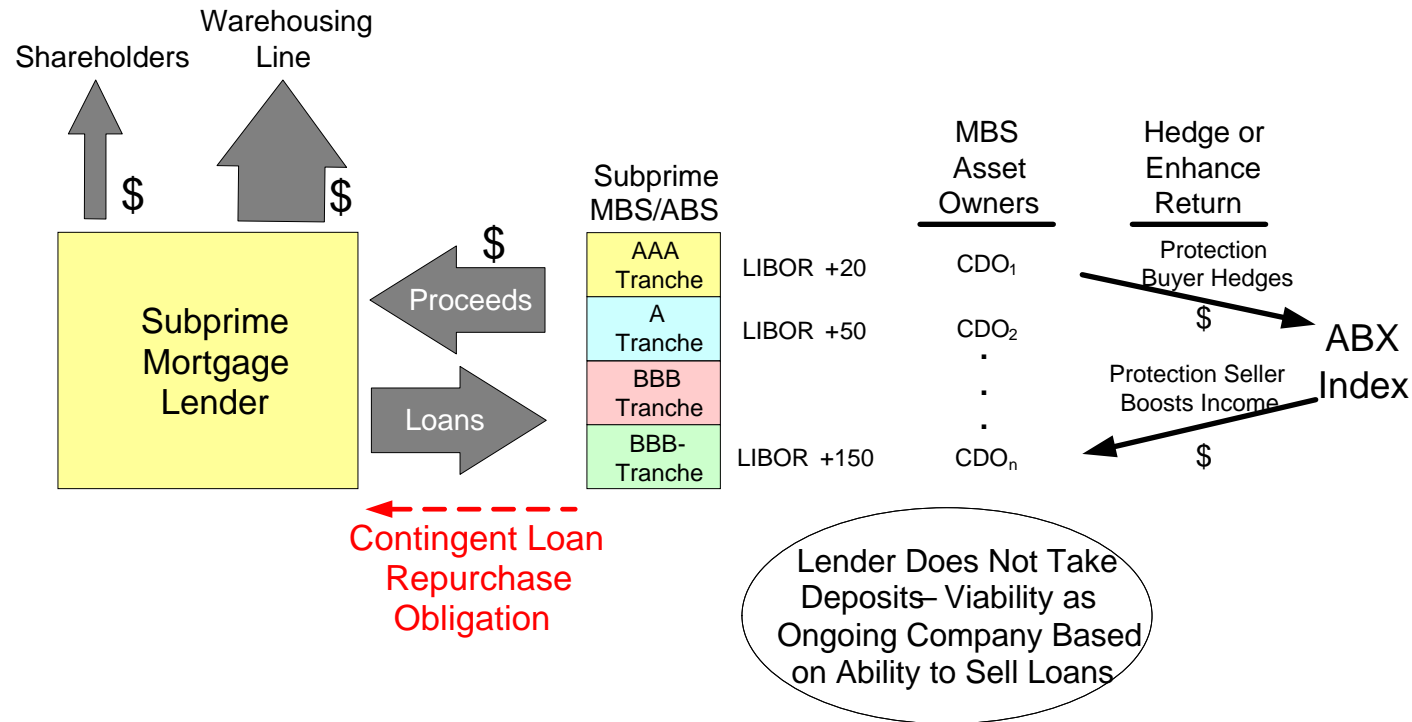 Warehousing
Line
Shareholders
$
$
Subprime
Mortgage
Lender
$
Proceeds
Loans
Contingent Loan
Repurchase
Obligation
Subprime
MBS/ABS
AAA
Tranche
A
Tranche
BBB
Tranche
BBB-
Tranche
LIBOR +20
LIBOR +50
LIBOR +150
MBS
Asset
Owners
CDO₁
CDO₂
.
.
.
CDOₙ
Hedge or
Enhance
Return
Protection
Buyer Hedges
$
Protection Seller
Boosts Income
$
ABX
Index
Lender Does Not Take
Deposits– Viability as
Ongoing Company Based
on Ability to Sell Loans